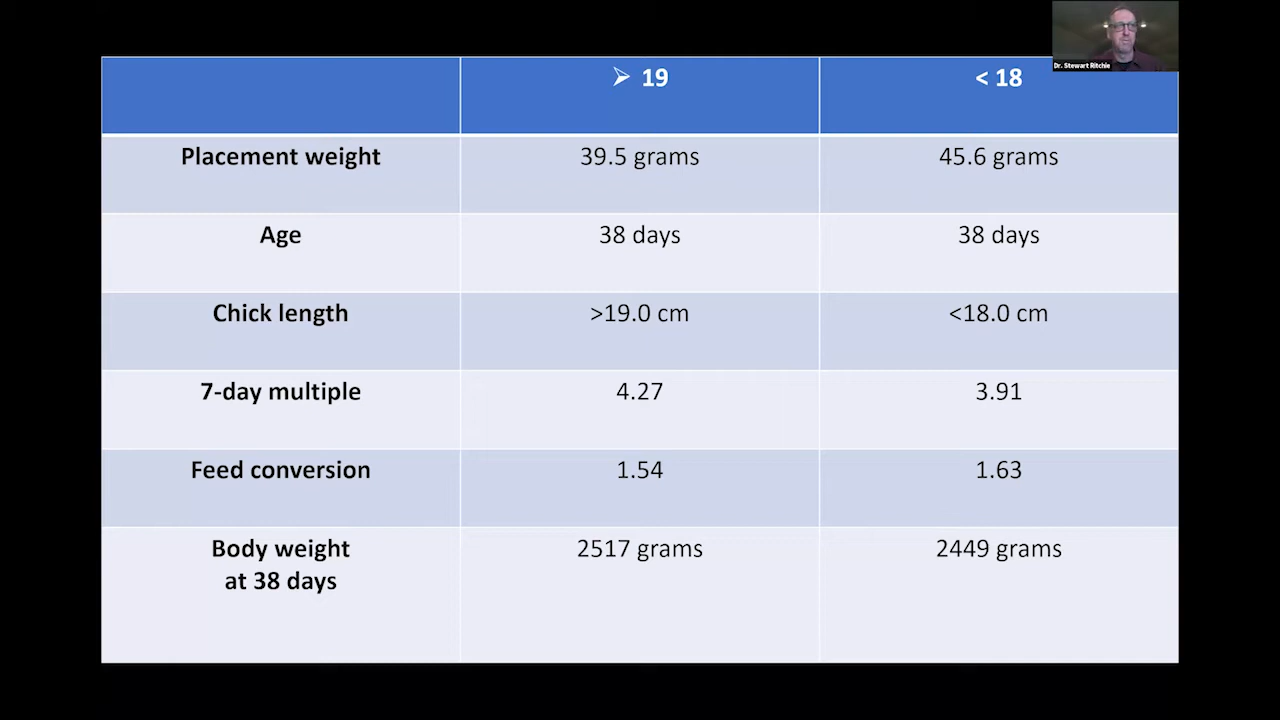 Dr. Stewart Ritchie
➢ 19
< 18
Placement weight
39.5 grams
45.6 grams
Age
38 days
38 days
Chick length
>19.0 cm
<18.0 cm
7-day multiple
4.27
3.91
Feed conversion
1.54
1.63
Body weight
at 38 days
2517 grams
2449 grams